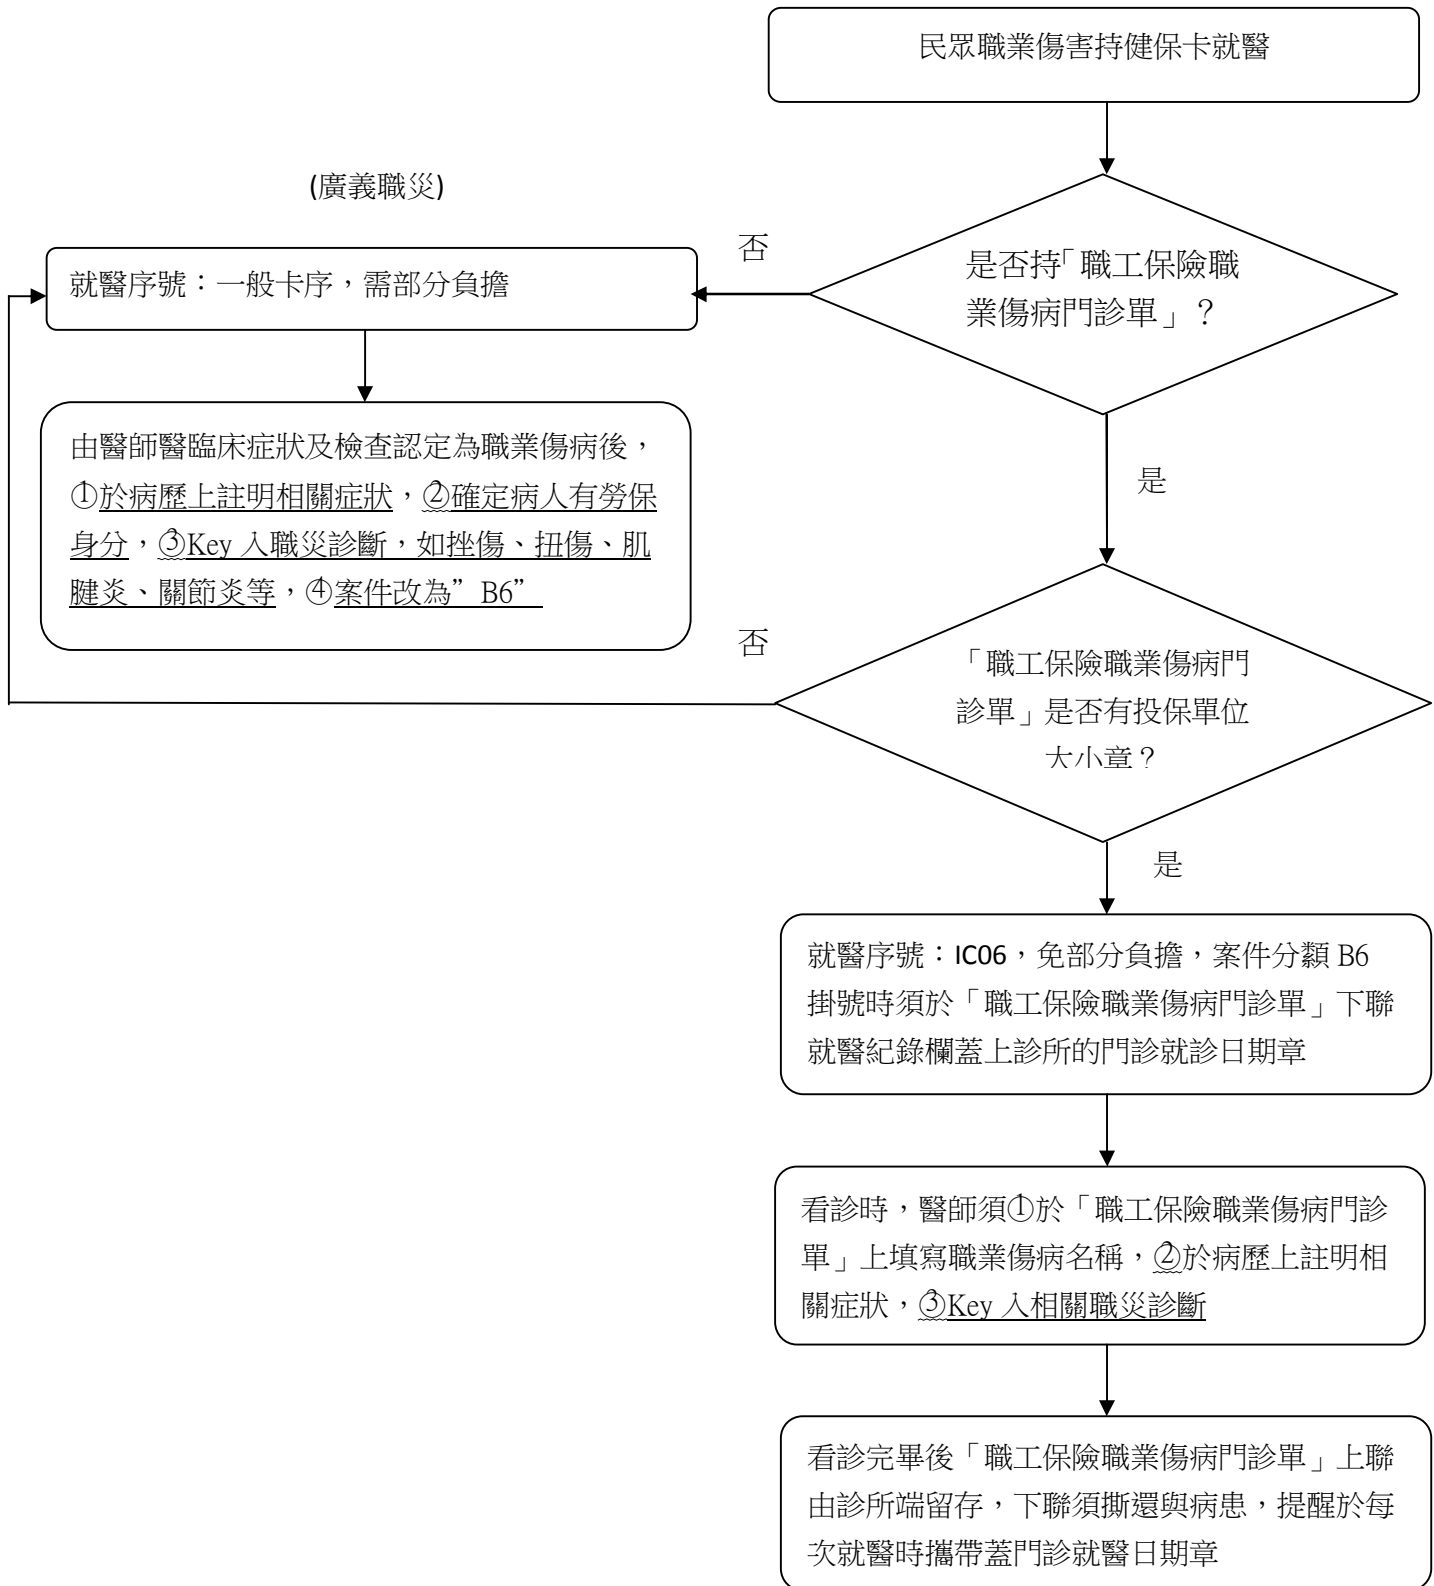 民眾職業傷害持健保卡就醫
(廣義職災)
否
是否持「職工保險職
業傷病門診單」？
就醫序號：一般卡序，需部分負擔
由醫師醫臨床症狀及檢查認定為職業傷病後，
①於病歷上註明相關症狀，②確定病人有勞保
身分，③Key 入職災診斷，如挫傷、扭傷、肌
腱炎、關節炎等，④案件改為” B6”
是
否
「職工保險職業傷病門
診單」是否有投保單位
大小章？
是
就醫序號：IC06，免部分負擔，案件分纇 B6
掛號時須於「職工保險職業傷病門診單」下聯
就醫紀錄欄蓋上診所的門診就診日期章
看診時，醫師須①於「職工保險職業傷病門診
單」上填寫職業傷病名稱，②於病歷上註明相
關症狀，③Key 入相關職災診斷
看診完畢後「職工保險職業傷病門診單」上聯
由診所端留存，下聯須撕還與病患，提醒於每
次就醫時攜帶蓋門診就醫日期章